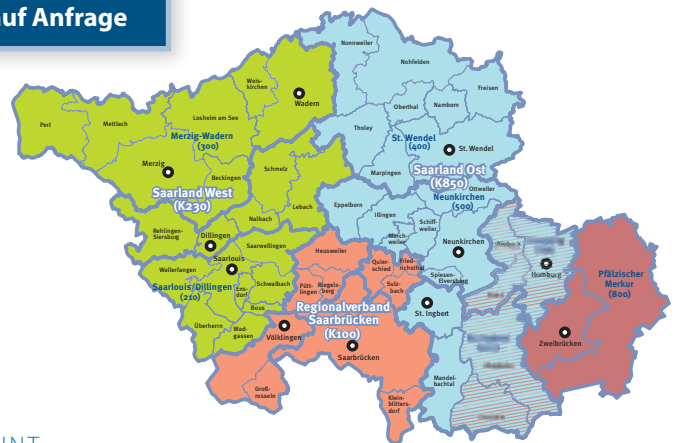 auf Anfrage
Nonnweiler
Nohfelden
Weis-
kirchen
Freisen
Wadern
Oberthal
Namborn
Perl
Mettlach
Losheim am See
Tholey
Merzig-Wadern
(300)
St. Wendel
(400)
St. Wendel
Merzig
Beckingen
Schmelz
Marpingen
Saarland Ost
(K850)
Saarland West
(K230)
Ottweiler
Neunkirchen
(500)
Lebach
Eppelborn
Illingen
Schiff-
weiler
Nalbach
Rehlingen-
Siersburg
Dillingen
Merch-
weiler
Saarwellingen
Heusweiler
Neunkirchen
Saarlouis
Quier-
schied
Fried-
richsthal
Wallerfangen
Spiesen-
Elversberg
Homburg
Pfälzischer
Merkur
(800)
Saarlouis/Dillingen
(210)
Ens-
dorf
Schwalbach
Pütt-
lingen
Riegels-
berg
Sulz-
bach
Bous
Regionalverband
Saarbrücken
(K100)
St. Ingbert
Überherrn
Wad-
gassen
Völklingen
Saarbrücken
Zweibrücken
Mandel-
bachtal
Groß-
rosseln
Klein-
blitters-
dorf